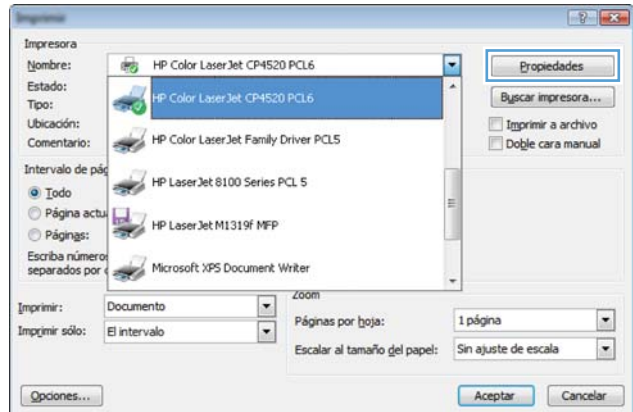 Imprimir
Impresora
Nombre: HP Color LaserJet CP4520 PCL6 Propiedades
Estado:
HP Color LaserJet CP4520 PCL6 Buscar impresora...
Tipo:
Ubicación: Imprimir a archivo
Comentario: HP Color LaserJet Family Driver PCL5 Doble cara manual
Intervalo de pág
HP LaserJet 8100 Series PCL 5
Todo
Página actu
HP LaserJet M1319f MFP
Páginas:
Escriba número
separados por Microsoft XPS Document Writer
Zoom
Imprimir: Documento
Páginas por hoja: 1 página
Imprimir sólo: El intervalo
Escalar al tamaño del papel: Sin ajuste de escala
Opciones... Aceptar Cancelar